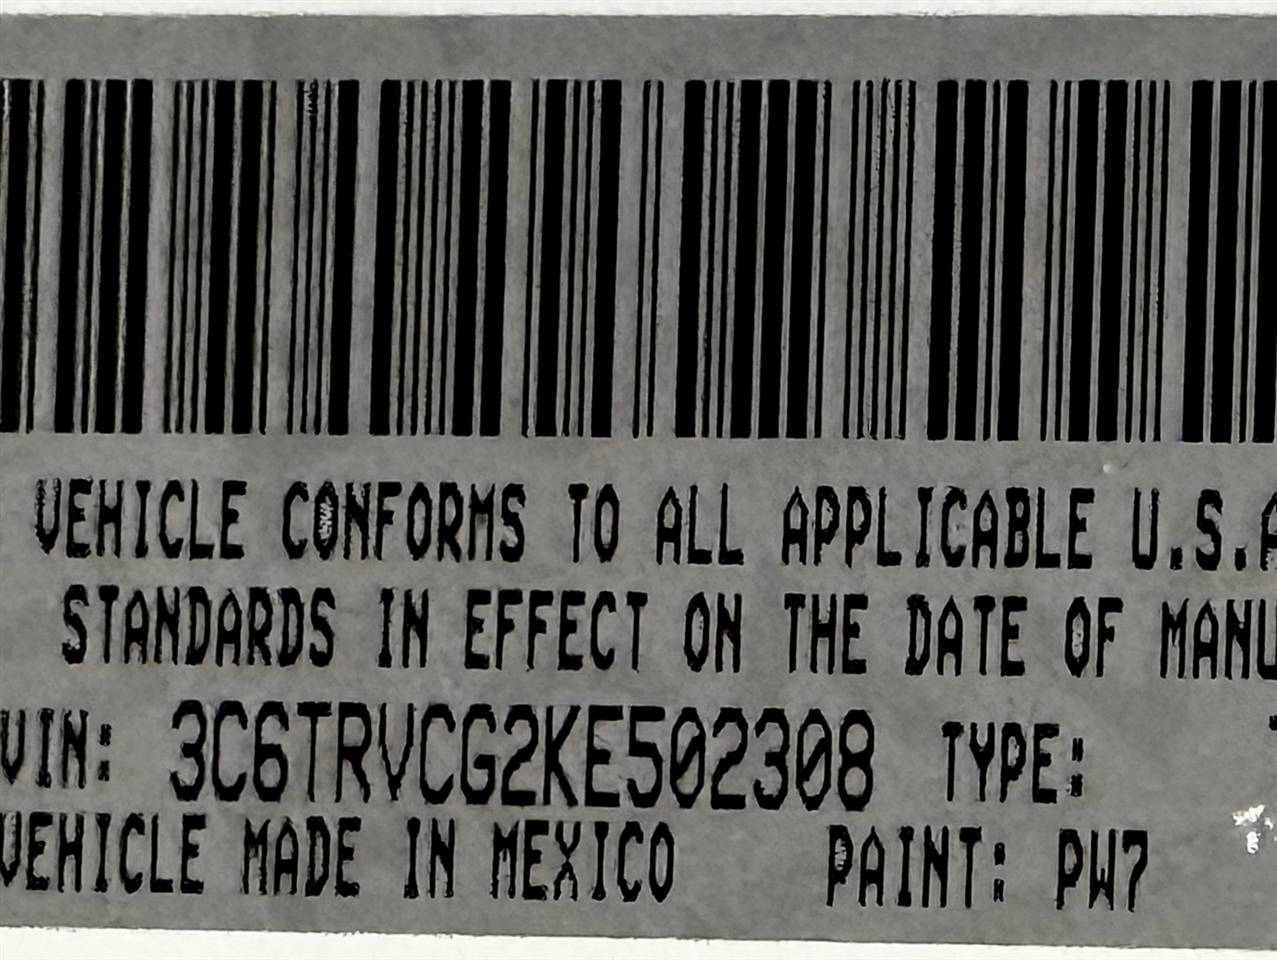 VEHICLE CONFORMS TO ALL APPLICABLE U.S.A
STANDARDS IN EFFECT ON THE DATE OF MANU
VIN: 3C6TRVCG2KE502308 TYPE:
VEHICLE MADE IN MEXICO PAINT: PW7